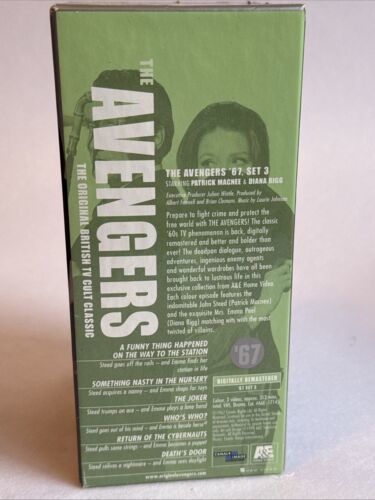 THE
AVENGERS
THE ORIGINAL BRITISH TV CULT CLASSIC
THE AVENGERS '67, SET 3
STARRING PATRICK MACNEE & DIANA RIGG
Executive Producer Julian Wintle. Produced by
Albert Fennell and Brian Clemens. Music by Laurie Johnson
Prepare to fight crime and protect the
free world with THE AVENGERS! The classic
'60s TV phenomenon is back, digitally
remastered and better and bolder than
ever! The deadpan dialogue, outrageous
adventures, ingenious enemy agents
and wonderful wardrobes have all been
brought back to lustrous life in this
exclusive collection from A&E Home Video.
Each colour episode features the
indomitable John Steed (Patrick Macnee)
and the exquisite Mrs. Emma Peel
(Diana Rigg) matching wits with the most
twisted of villains.
A FUNNY THING HAPPENED
ON THE WAY TO THE STATION
Steed goes off the rails – and Emma finds her
station in life
SOMETHING NASTY IN THE NURSERY
Steed acquires a nanny – and Emma shops for toys
THE JOKER
Steed trumps an ace – and Emma plays a lone hand
WHO'S WHO?
Steed goes out of his mind – and Emma is beside herself
RETURN OF THE CYBERNAUTS
Steed pulls some strings – and Emma becomes a puppet
DEATH'S DOOR
Steed relives a nightmare – and Emma sees daylight
www.originalavengers.com
'67
DIGITALLY REMASTERED
'67 SET 3
CANAL+
IMAGE
A&E